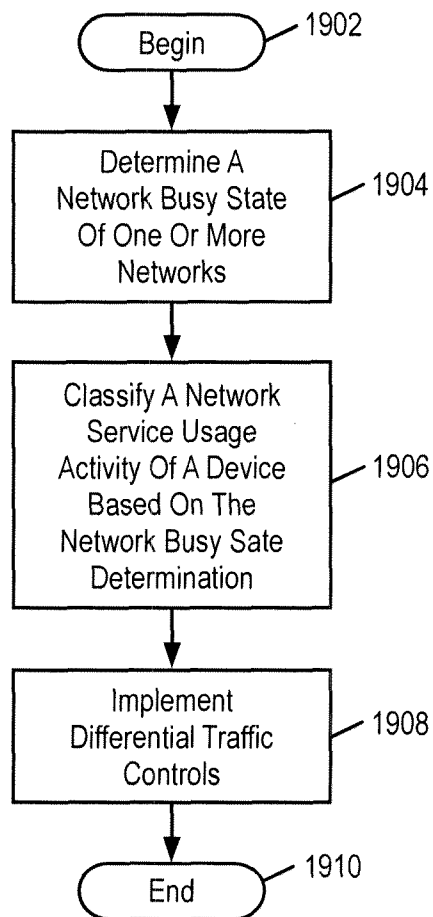 Begin
1902
Determine A
Network Busy State
Of One Or More
Networks
1904
Classify A Network
Service Usage
Activity Of A Device
Based On The
Network Busy Sate
Determination
1906
Implement
Differential Traffic
Controls
1908
End
1910